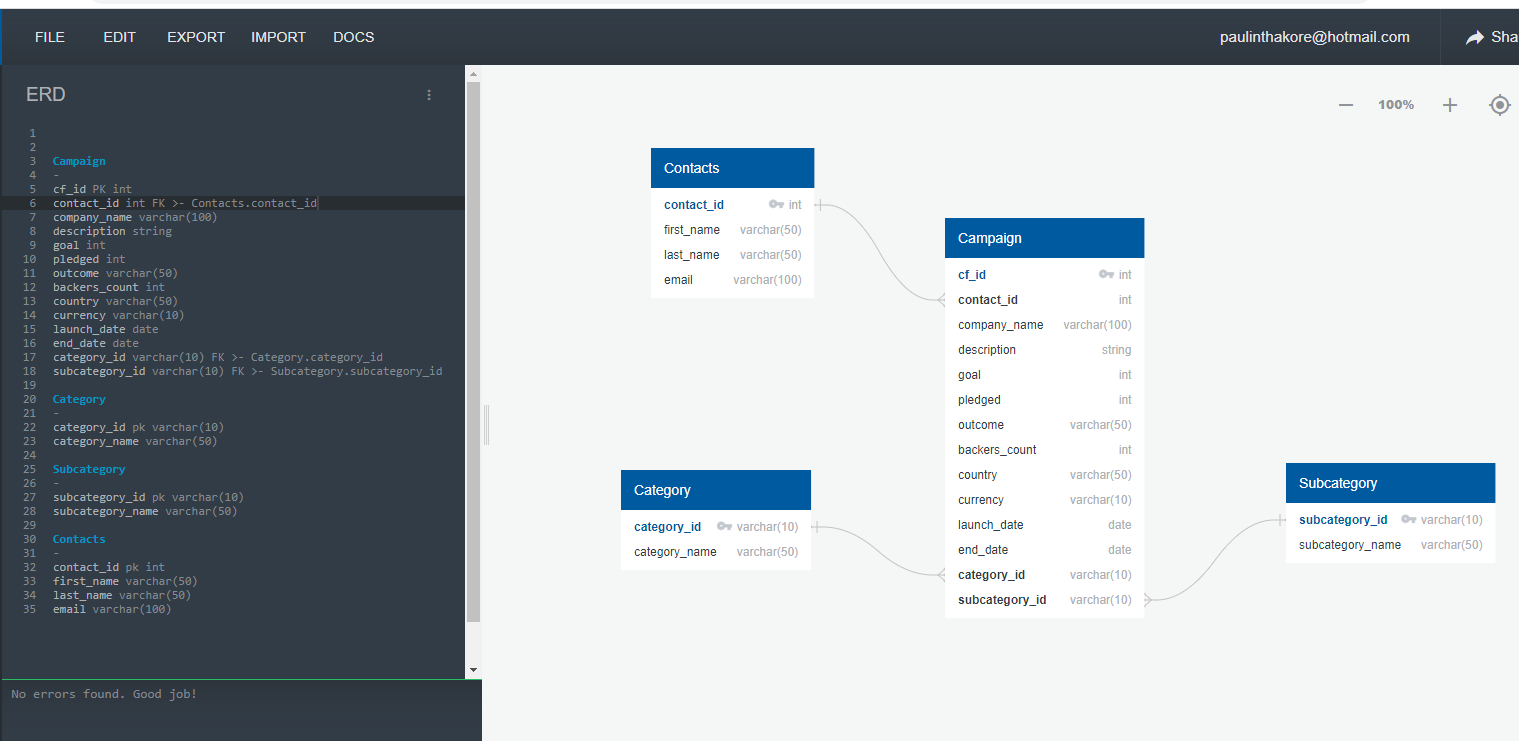 FILE EDIT EXPORT IMPORT DOCS paulinthakore@hotmail.com Sha
ERD
1
2
3 Campaign
4 -
5 cf_id PK int
6 contact_id int FK >- Contacts.contact_id
7 company_name varchar(100)
8 description string
9 goal int
10 pledged int
11 outcome varchar(50)
12 backers_count int
13 country varchar(50)
14 currency varchar(10)
15 launch_date date
16 end_date date
17 category_id varchar(10) FK >- Category.category_id
18 subcategory_id varchar(10) FK >- Subcategory.subcategory_id
19
20 Category
21 -
22 category_id pk varchar(10)
23 category_name varchar(50)
24
25 Subcategory
26 -
27 subcategory_id pk varchar(10)
28 subcategory_name varchar(50)
29
30 Contacts
31 -
32 contact_id pk int
33 first_name varchar(50)
34 last_name varchar(50)
35 email varchar(100)
No errors found. Good job!
100%
Contacts
contact_id int
first_name varchar(50)
last_name varchar(50)
email varchar(100)
Campaign
cf_id int
contact_id int
company_name varchar(100)
description string
goal int
pledged int
outcome varchar(50)
backers_count int
country varchar(50)
currency varchar(10)
launch_date date
end_date date
category_id varchar(10)
subcategory_id varchar(10)
Category
category_id varchar(10)
category_name varchar(50)
Subcategory
subcategory_id varchar(10)
subcategory_name varchar(50)